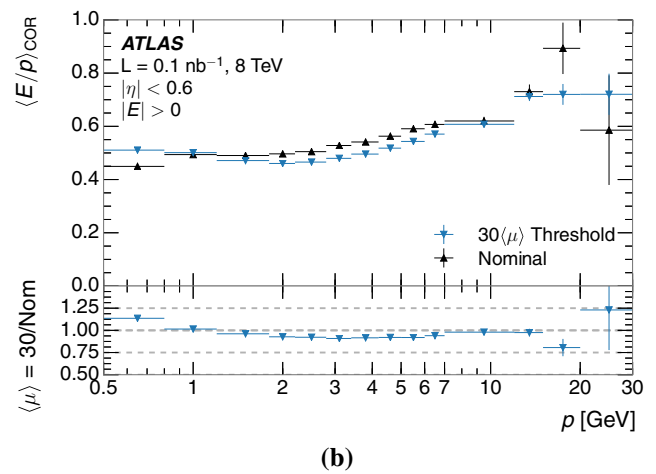 ⟨E/p⟩COR
1.0
0.8
0.6
0.4
0.2
0.0
ATLAS
L = 0.1 nb⁻¹, 8 TeV
|η| < 0.6
|E| > 0
30⟨μ⟩ Threshold
Nominal
⟨μ⟩ = 30/Nom
1.25
1.00
0.75
0.50
0.5 1 2 3 4 5 6 7 10 20 30
p [GeV]
(b)